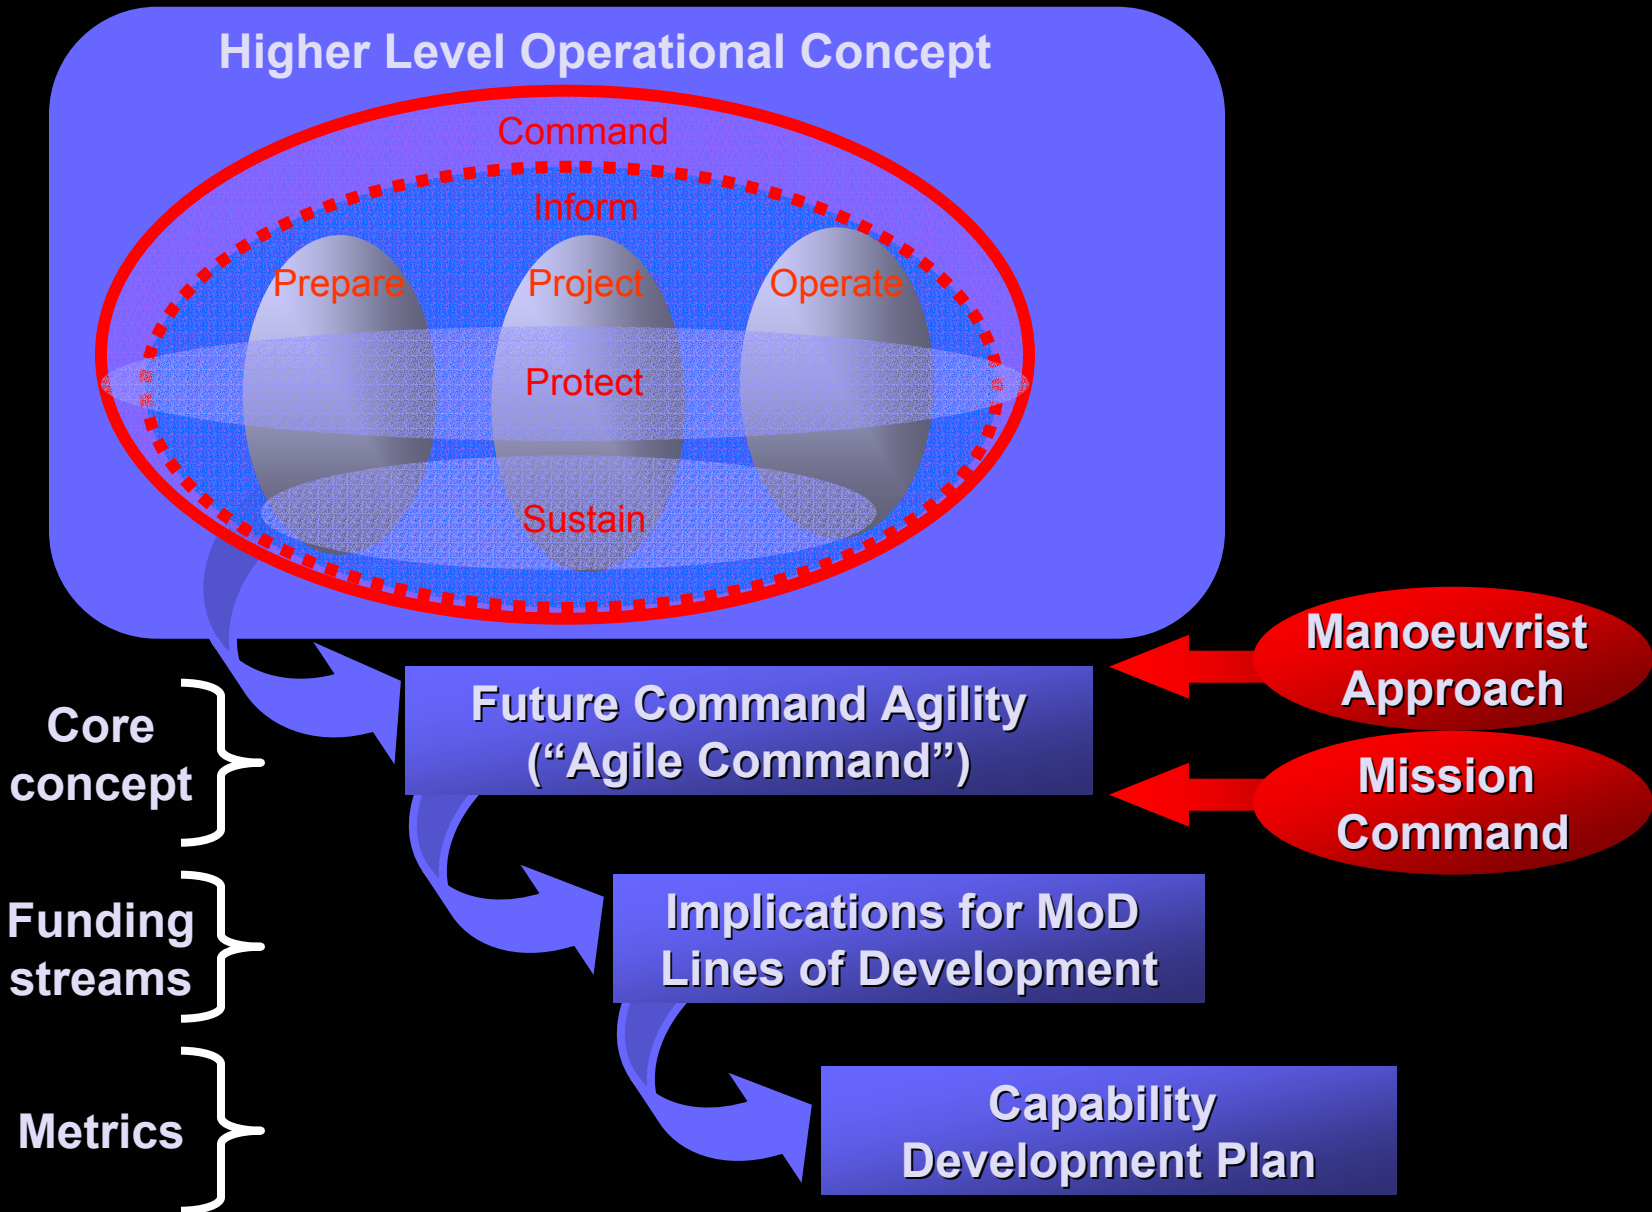 Higher Level Operational Concept
Command
Inform
Prepare
Project
Operate
Protect
Sustain
Manoeuvrist
Approach
Core
concept
Future Command Agility
(“Agile Command”)
Mission
Command
Funding
streams
Implications for MoD
Lines of Development
Metrics
Capability
Development Plan